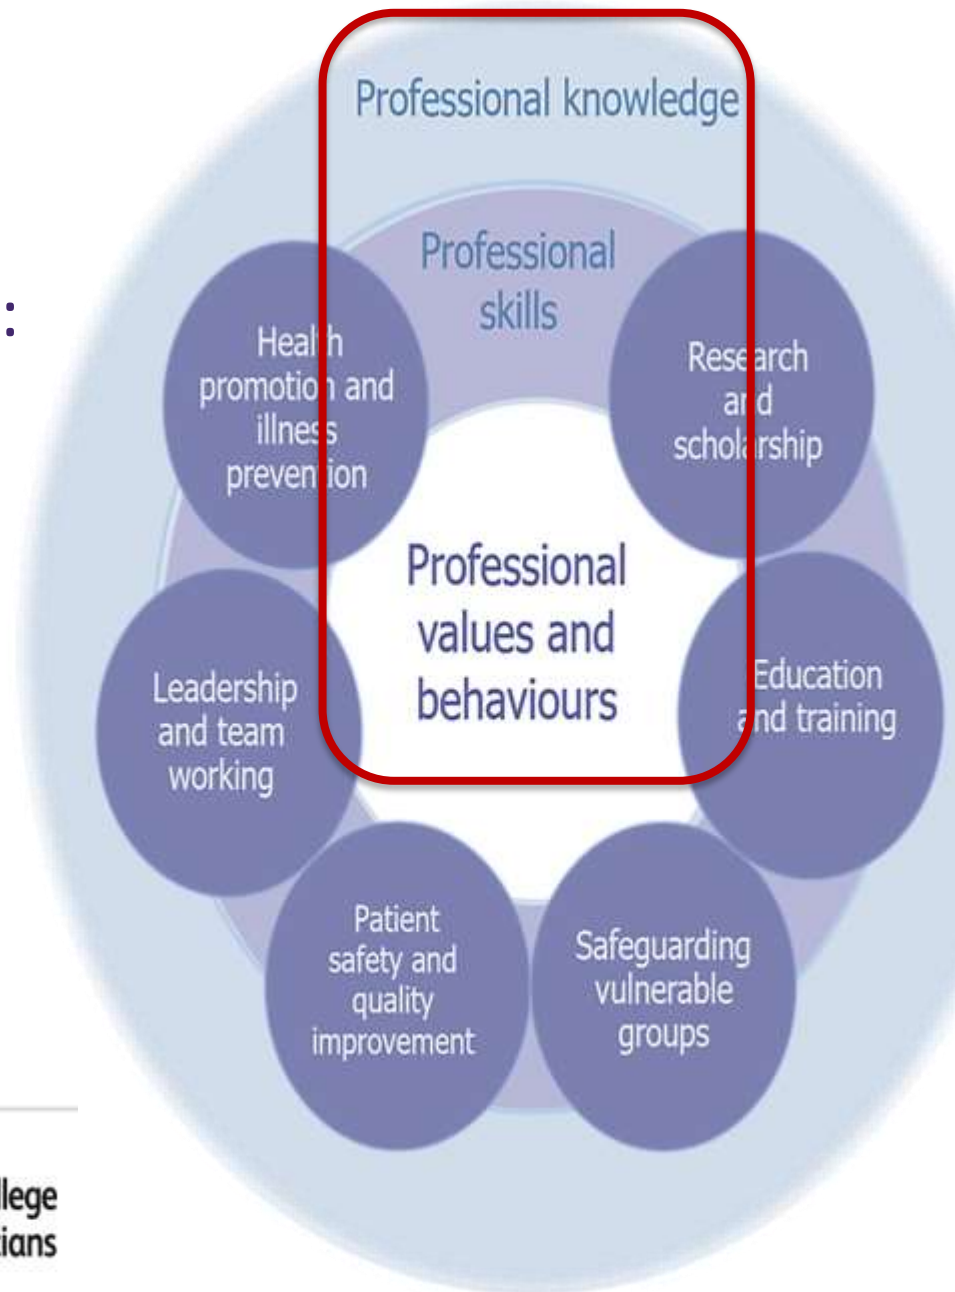 Professional knowledge
Professional
skills
:
Health
promotion and
illness
prevention
Research
and
scholarship
Professional
values and
behaviours
Leadership
and team
working
Education
and training
Patient
safety and
quality
improvement
Safeguarding
vulnerable
groups
llege
cians